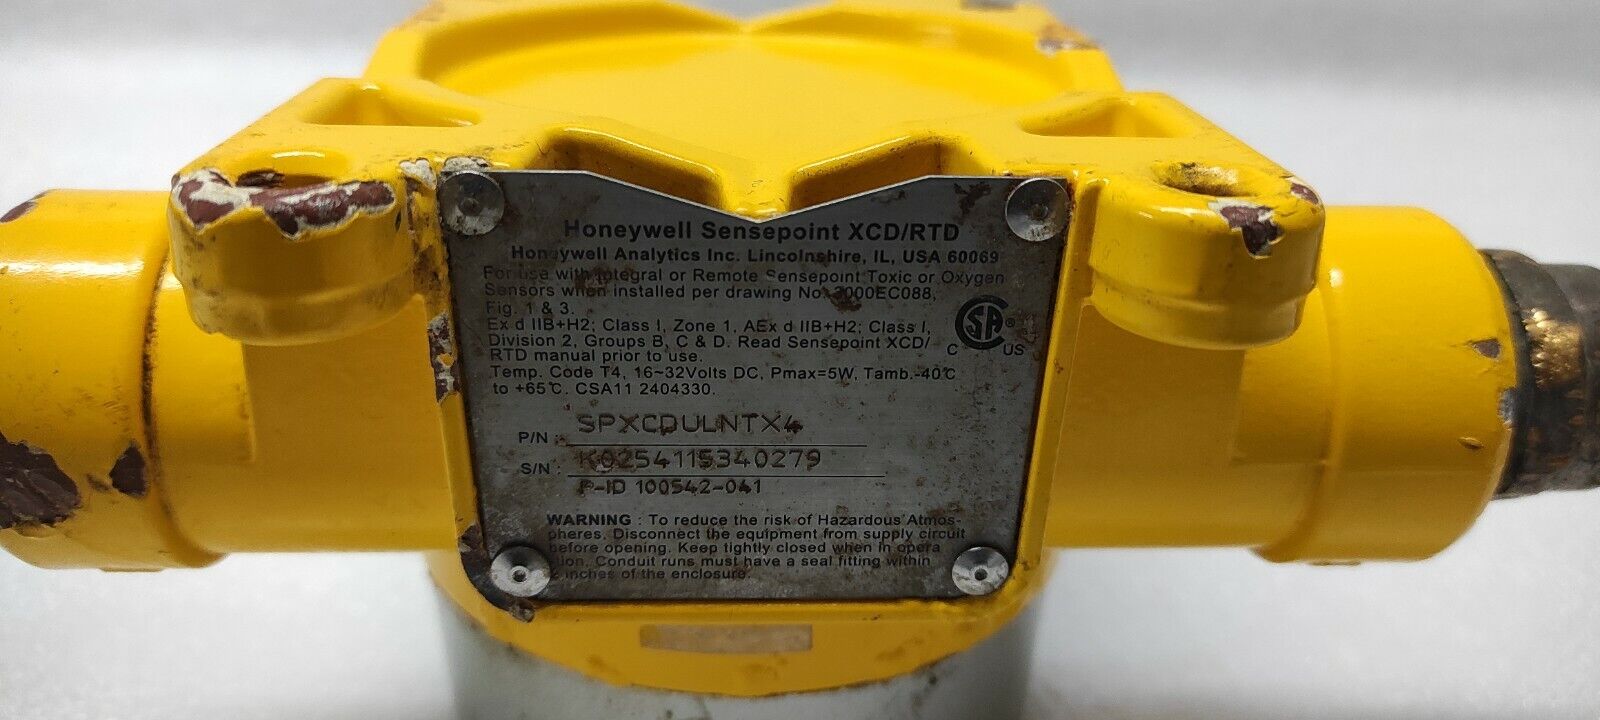 Honeywell Sensepoint XCD/RTD
Honeywell Analytics Inc. Lincolnshire, IL, USA 60069
For use with Integral or Remote Sensepoint Toxic or Oxygen
Sensors when installed per drawing No. 3000EC088,
Fig. 1 & 3.
Ex d IIB+H2; Class I, Zone 1, AEx d IIB+H2; Class I,
Division 2, Groups B, C & D. Read Sensepoint XCD/
RTD manual prior to use.
Temp. Code T4, 16~32Volts DC, Pmax=5W, Tamb.-40℃
to +65℃. CSA11 2404330.
CSA®
C US
P/N : SPXCDULNTX4
S/N : K0254115340279
P-ID 100542-041
WARNING : To reduce the risk of Hazardous Atmos-
pheres. Disconnect the equipment from supply circuit
before opening. Keep tightly closed when in opera
tion. Conduit runs must have a seal fitting within
inches of the enclosure.